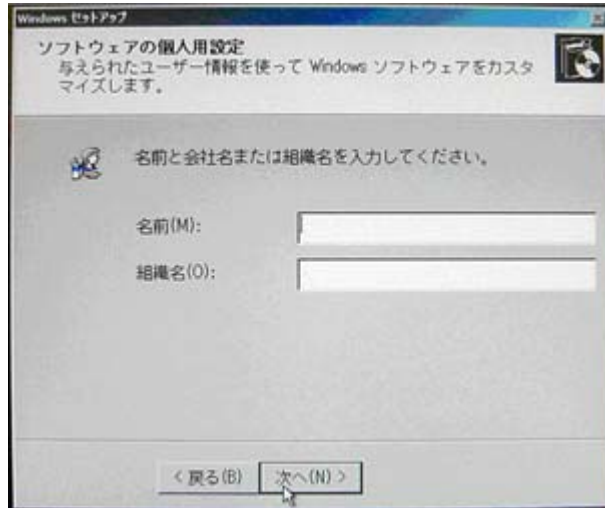 Windows セットアップ
ソフトウェアの個人用設定
与えられたユーザー情報を使って Windows ソフトウェアをカスタ
マイズします。
名前と会社名または組織名を入力してください。
名前(M):
組織名(O):
< 戻る(B)
次へ(N) >